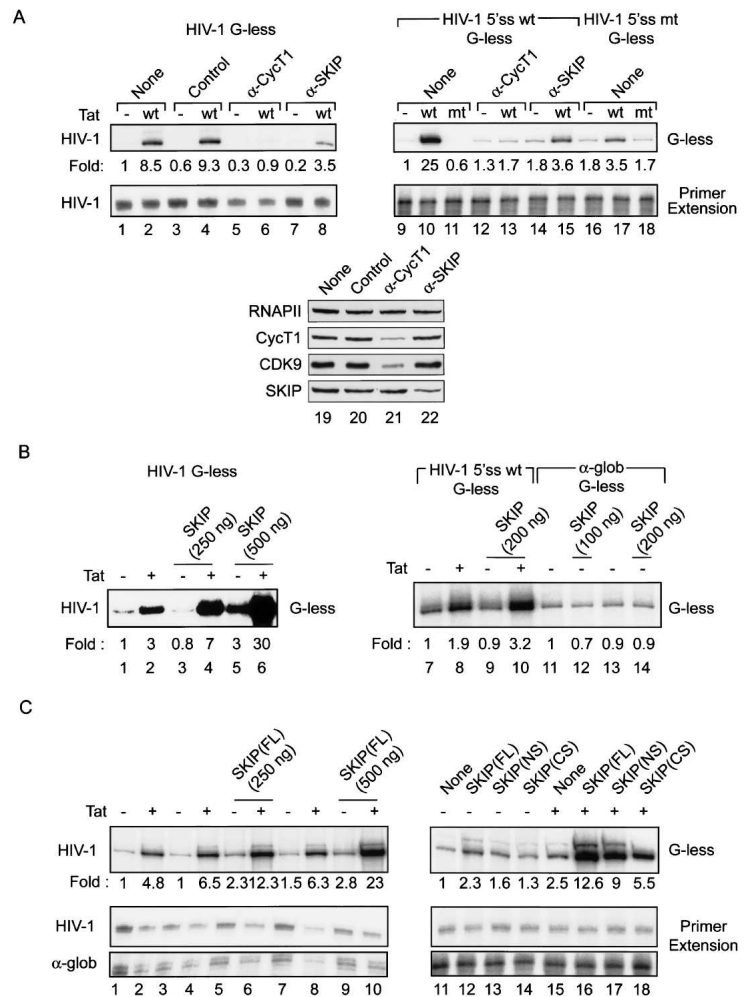 A
HIV-1 G-less
None Control α-CycT1 α-SKIP
Tat - wt - wt - wt - wt
HIV-1
Fold: 1 8.5 0.6 9.3 0.3 0.9 0.2 3.5
HIV-1
1 2 3 4 5 6 7 8
HIV-1 5'ss wt HIV-1 5'ss mt
G-less G-less
None α-CycT1 α-SKIP None
- wt mt - wt - wt - wt mt
G-less
1 25 0.6 1.3 1.7 1.8 3.6 1.8 3.5 1.7
Primer
Extension
9 10 11 12 13 14 15 16 17 18
None Control α-CycT1 α-SKIP
RNAPII
CycT1
CDK9
SKIP
19 20 21 22
B
HIV-1 G-less
SKIP (250 ng) SKIP (500 ng)
Tat - + - + - +
HIV-1 G-less
Fold : 1 3 0.8 7 3 30
1 2 3 4 5 6
HIV-1 5'ss wt α-glob
G-less G-less
SKIP (200 ng) SKIP (100 ng) SKIP (200 ng)
Tat - + - + - - - -
G-less
Fold : 1 1.9 0.9 3.2 1 0.7 0.9 0.9
7 8 9 10 11 12 13 14
C
SKIP(FL) (250 ng) SKIP(FL) (500 ng)
Tat - + - + - + - + - +
HIV-1
Fold: 1 4.8 1 6.5 2.3 12.3 1.5 6.3 2.8 23
HIV-1
α-glob
1 2 3 4 5 6 7 8 9 10
None SKIP(FL) SKIP(NS) SKIP(CS) None SKIP(FL) SKIP(NS) SKIP(CS)
- - - - + + + +
G-less
1 2.3 1.6 1.3 2.5 12.6 9 5.5
Primer
Extension
11 12 13 14 15 16 17 18